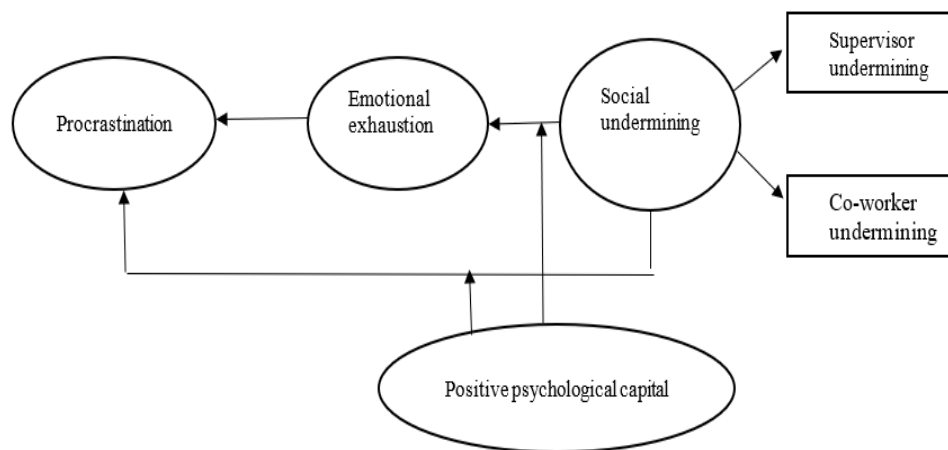 Procrastination
Emotional
exhaustion
Social
undermining
Supervisor
undermining
Co-worker
undermining
Positive psychological capital